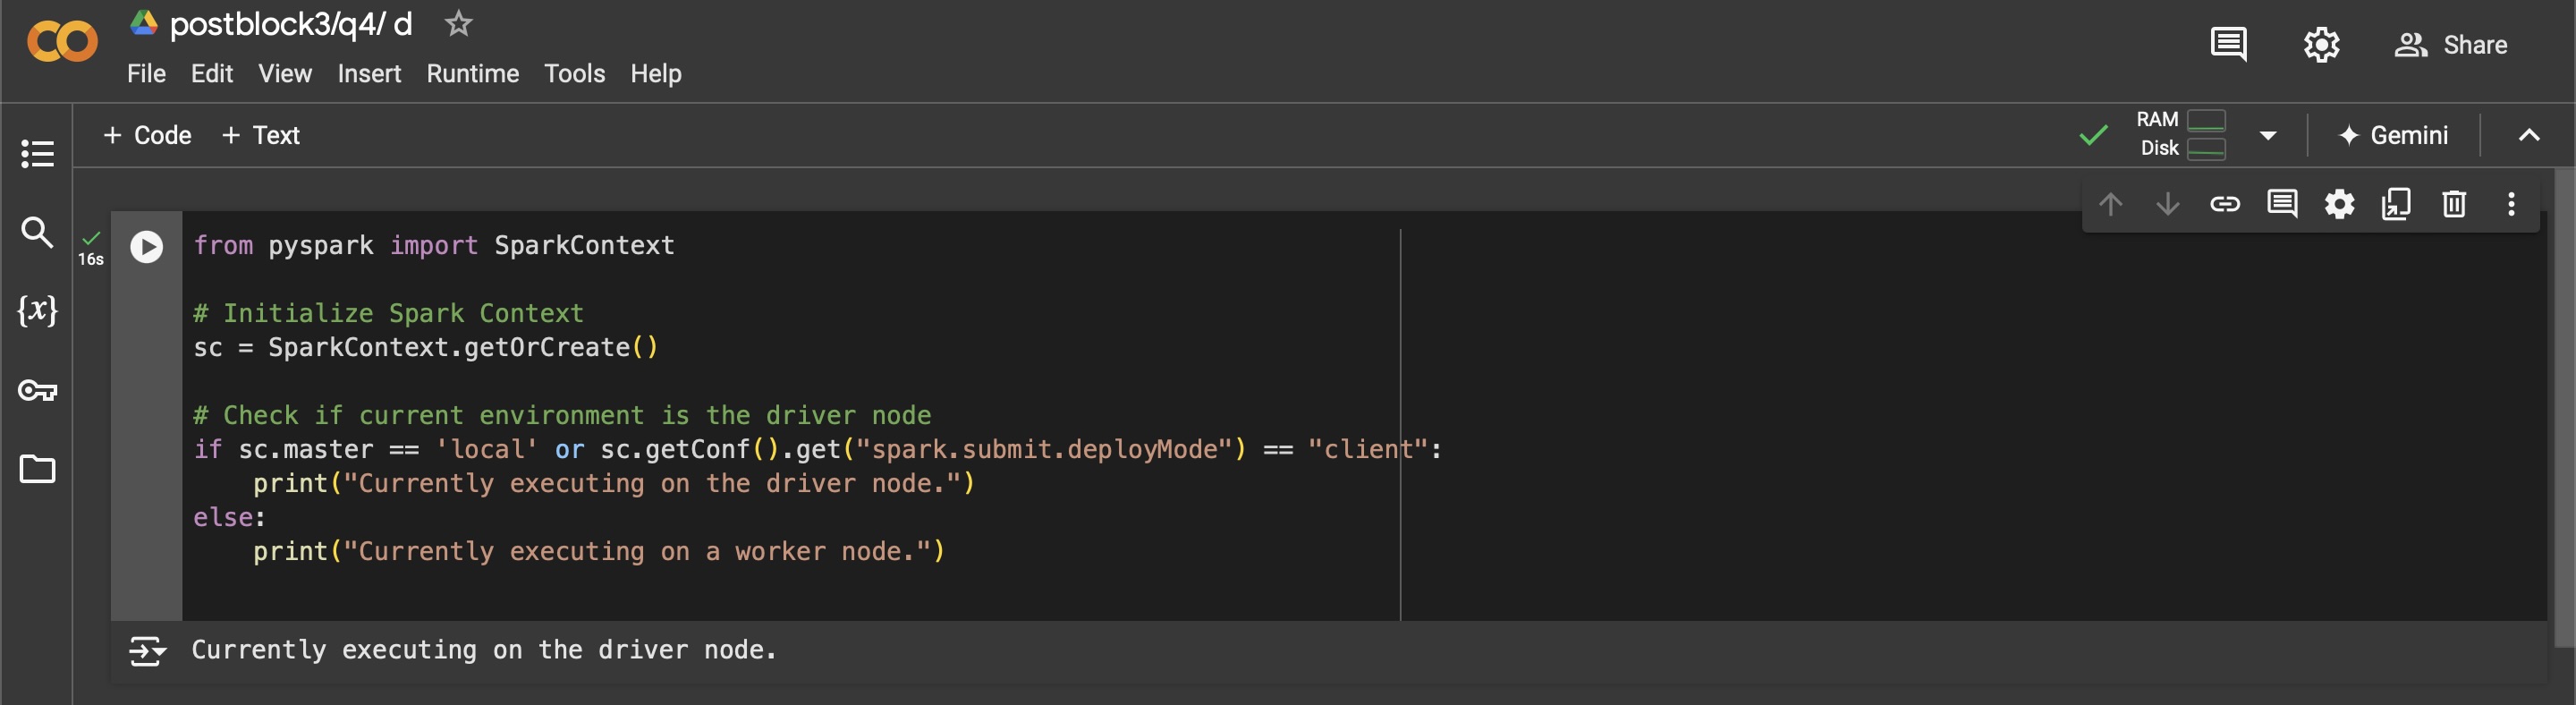 postblock3/q4/ d
File Edit View Insert Runtime Tools Help
Share
+ Code + Text
RAM
Disk
Gemini
16s
from pyspark import SparkContext
# Initialize Spark Context
sc = SparkContext.getOrCreate()
# Check if current environment is the driver node
if sc.master == 'local' or sc.getConf().get("spark.submit.deployMode") == "client":
    print("Currently executing on the driver node.")
else:
    print("Currently executing on a worker node.")
Currently executing on the driver node.
{x}